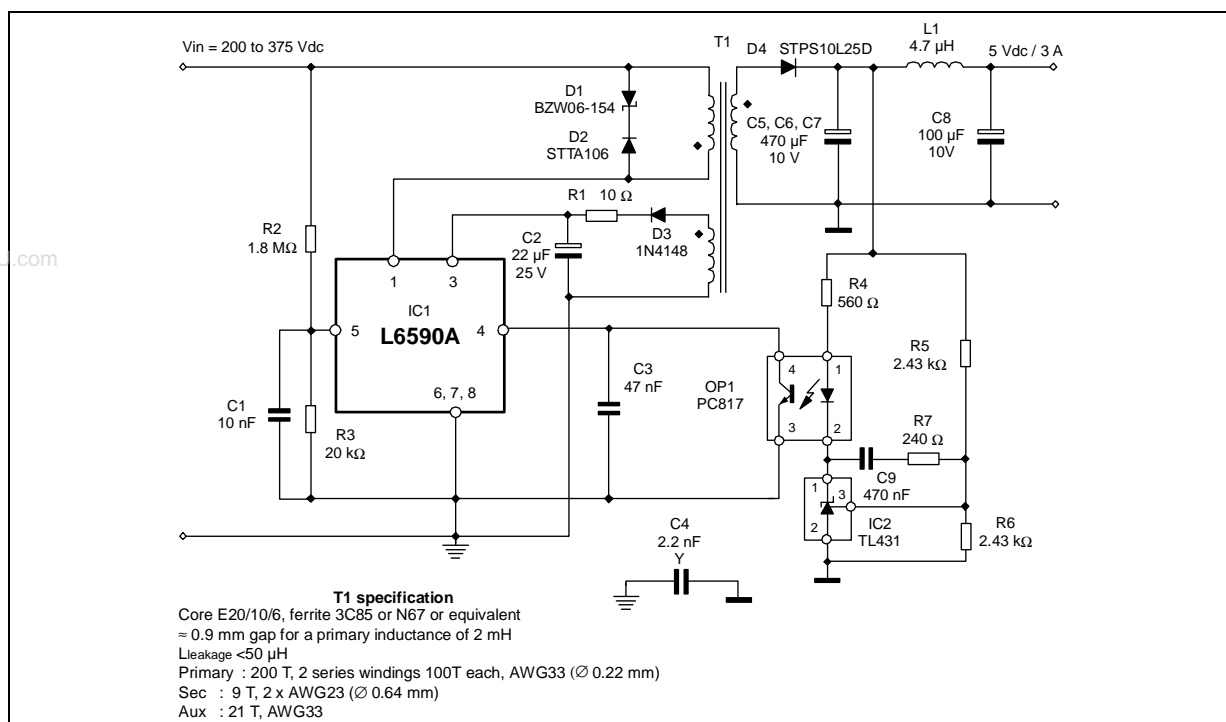 Vin = 200 to 375 Vdc
T1
D4 STPS10L25D
L1
4.7 µH
5 Vdc / 3 A
D1
BZW06-154
D2
STTA106
C5, C6, C7
470 µF
10 V
C8
100 µF
10V
R1 10 Ω
R2
1.8 MΩ
C2
22 µF
25 V
D3
1N4148
J.com
1
3
IC1
L6590A
5
4
6, 7, 8
R4
560 Ω
R5
2.43 kΩ
C3
47 nF
OP1
PC817
4
1
3
2
C1
10 nF
R3
20 kΩ
R7
240 Ω
C9
470 nF
1
3
2
IC2
TL431
R6
2.43 kΩ
C4
2.2 nF
Y
T1 specification
Core E20/10/6, ferrite 3C85 or N67 or equivalent
≈ 0.9 mm gap for a primary inductance of 2 mH
Lleakage <50 µH
Primary : 200 T, 2 series windings 100T each, AWG33 (∅ 0.22 mm)
Sec : 9 T, 2 x AWG23 (∅ 0.64 mm)
Aux : 21 T, AWG33